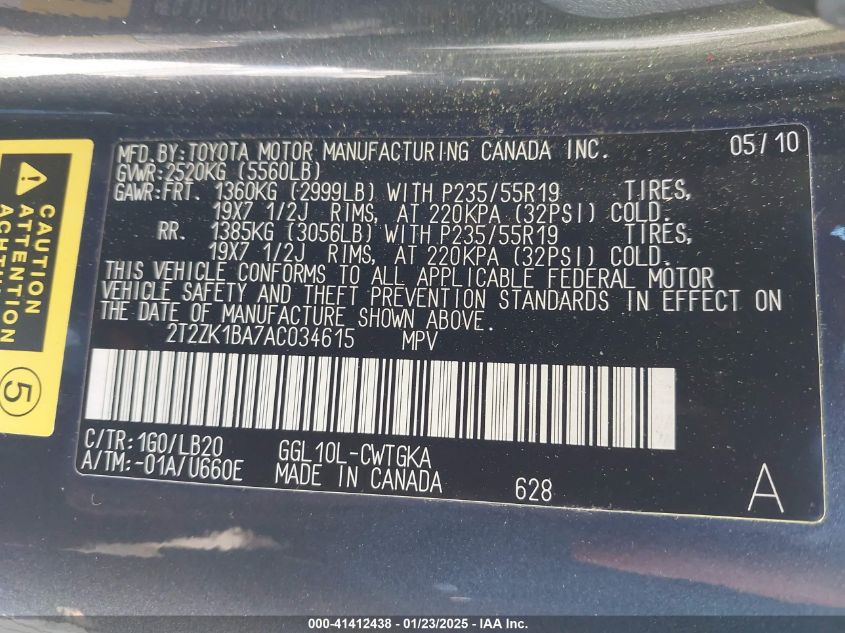 MFD.BY:TOYOTA MOTOR MANUFACTURING CANADA INC. 05/10
GVWR:2520KG (5560LB)
GAWR:FRT. 1360KG (2999LB) WITH P235/55R19 TIRES,
19X7 1/2J RIMS, AT 220KPA (32PSI) COLD.
RR. 1385KG (3056LB) WITH P235/55R19 TIRES,
19X7 1/2J RIMS, AT 220KPA (32PSI) COLD.
THIS VEHICLE CONFORMS TO ALL APPLICABLE FEDERAL MOTOR
VEHICLE SAFETY AND THEFT PREVENTION STANDARDS IN EFFECT ON
THE DATE OF MANUFACTURE SHOWN ABOVE.
2T2ZK1BA7AC034615 MPV
C/TR:1G0/LB20 GGL10L-CWTGKA
A/TM:-01A/U660E MADE IN CANADA 628 A
CAUTION
ATTENTION
ACHTUNG
5
000-41412438 - 01/23/2025 - IAA Inc.